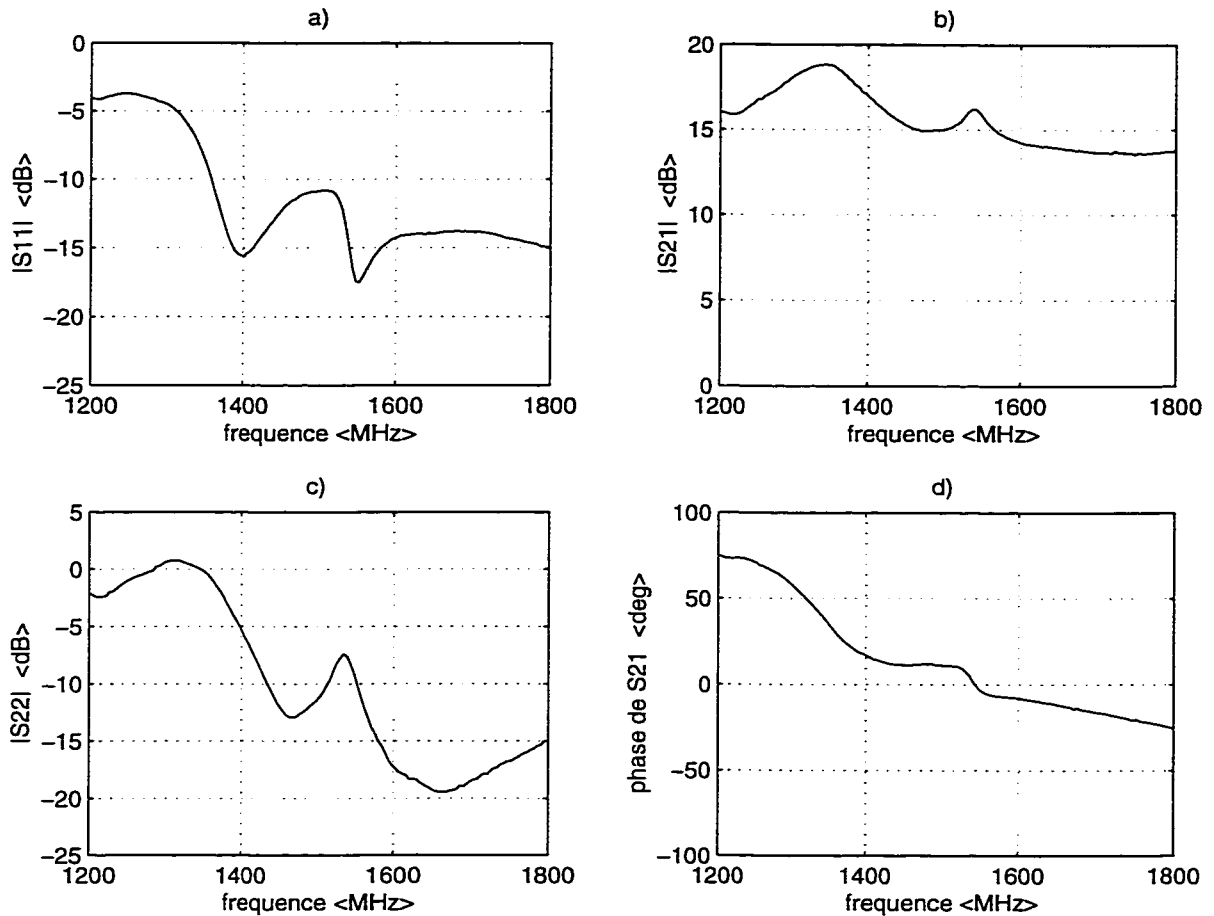 a)
0
−5
−10
−15
−20
−25
|S11| <dB>
1200 1400 1600 1800
frequence <MHz>
b)
20
15
10
5
0
|S21| <dB>
1200 1400 1600 1800
frequence <MHz>
c)
5
0
−5
−10
−15
−20
−25
|S22| <dB>
1200 1400 1600 1800
frequence <MHz>
d)
100
50
0
−50
−100
phase de S21 <deg>
1200 1400 1600 1800
frequence <MHz>